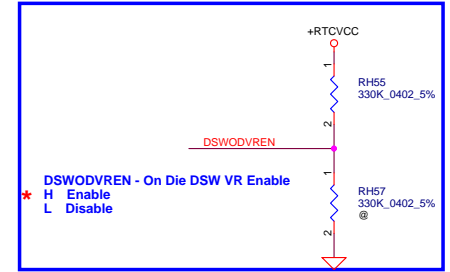 +RTCVCC
1
RH55
330K_0402_5%
2
DSWODVREN
DSWODVREN - On Die DSW VR Enable
* H Enable
L Disable
1
RH57
330K_0402_5%
@
2